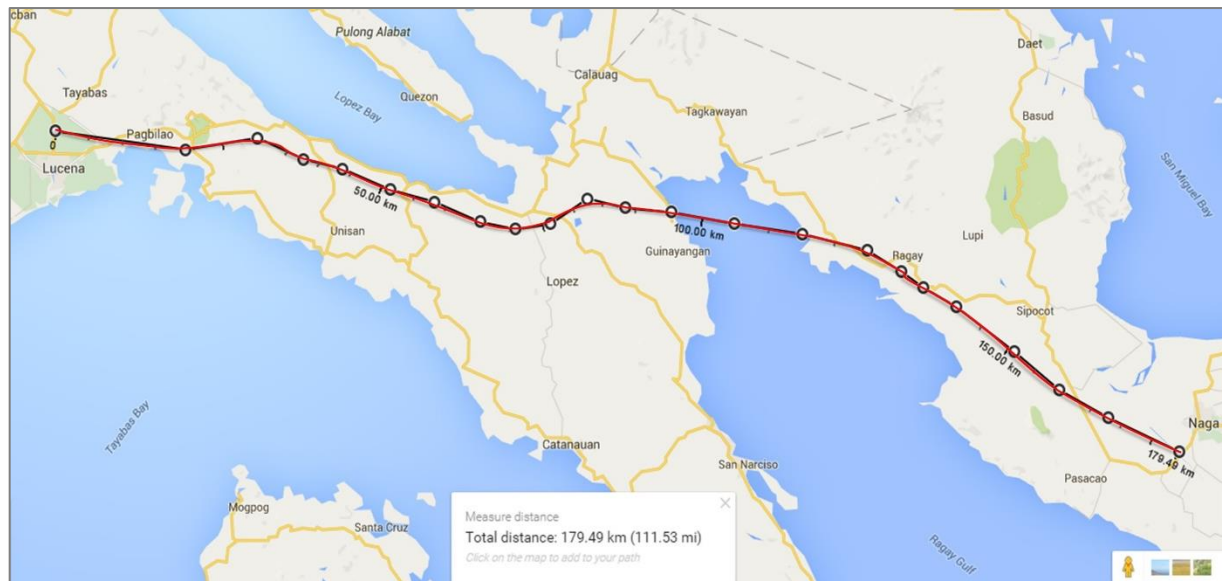 cban
Pulong Alabat
Daet
Calauag
Tayabas
Quezon
Lopez Bay
Tagkawayan
Basud
0
Pagbilao
Lucena
San Miguel Bay
50.00 km
Unisan
100.00 km
Guinayangan
Lupi
Ragay
Lopez
Sipocot
150.00 km
Tayabas Bay
Naga
Catanauan
179.49 km
San Narciso
Pasacao
Mogpog
Santa Cruz
Ragay Gulf
Measure distance
Total distance: 179.49 km (111.53 mi)
Click on the map to add to your path